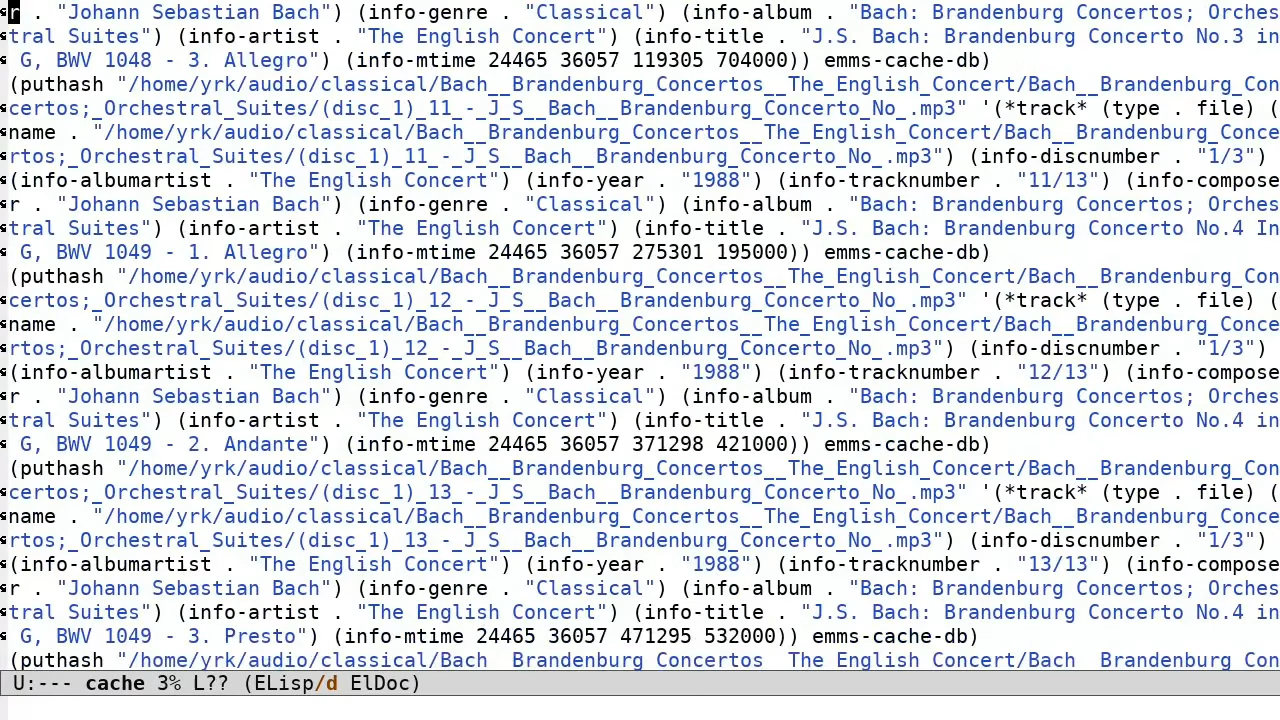 r . "Johann Sebastian Bach") (info-genre . "Classical") (info-album . "Bach: Brandenburg Concertos; Orches
tral Suites") (info-artist . "The English Concert") (info-title . "J.S. Bach: Brandenburg Concerto No.3 in
 G, BWV 1048 - 3. Allegro") (info-mtime 24465 36057 119305 704000)) emms-cache-db)
(puthash "/home/yrk/audio/classical/Bach__Brandenburg_Concertos__The_English_Concert/Bach__Brandenburg_Con
certos;_Orchestral_Suites/(disc_1)_11_-_J_S__Bach__Brandenburg_Concerto_No_.mp3" '(*track* (type . file) (
name . "/home/yrk/audio/classical/Bach__Brandenburg_Concertos__The_English_Concert/Bach__Brandenburg_Conce
rtos;_Orchestral_Suites/(disc_1)_11_-_J_S__Bach__Brandenburg_Concerto_No_.mp3") (info-discnumber . "1/3")
(info-albumartist . "The English Concert") (info-year . "1988") (info-tracknumber . "11/13") (info-compose
r . "Johann Sebastian Bach") (info-genre . "Classical") (info-album . "Bach: Brandenburg Concertos; Orches
tral Suites") (info-artist . "The English Concert") (info-title . "J.S. Bach: Brandenburg Concerto No.4 In
 G, BWV 1049 - 1. Allegro") (info-mtime 24465 36057 275301 195000)) emms-cache-db)
(puthash "/home/yrk/audio/classical/Bach__Brandenburg_Concertos__The_English_Concert/Bach__Brandenburg_Con
certos;_Orchestral_Suites/(disc_1)_12_-_J_S__Bach__Brandenburg_Concerto_No_.mp3" '(*track* (type . file) (
name . "/home/yrk/audio/classical/Bach__Brandenburg_Concertos__The_English_Concert/Bach__Brandenburg_Conce
rtos;_Orchestral_Suites/(disc_1)_12_-_J_S__Bach__Brandenburg_Concerto_No_.mp3") (info-discnumber . "1/3")
(info-albumartist . "The English Concert") (info-year . "1988") (info-tracknumber . "12/13") (info-compose
r . "Johann Sebastian Bach") (info-genre . "Classical") (info-album . "Bach: Brandenburg Concertos; Orches
tral Suites") (info-artist . "The English Concert") (info-title . "J.S. Bach: Brandenburg Concerto No.4 in
 G, BWV 1049 - 2. Andante") (info-mtime 24465 36057 371298 421000)) emms-cache-db)
(puthash "/home/yrk/audio/classical/Bach__Brandenburg_Concertos__The_English_Concert/Bach__Brandenburg_Con
certos;_Orchestral_Suites/(disc_1)_13_-_J_S__Bach__Brandenburg_Concerto_No_.mp3" '(*track* (type . file) (
name . "/home/yrk/audio/classical/Bach__Brandenburg_Concertos__The_English_Concert/Bach__Brandenburg_Conce
rtos;_Orchestral_Suites/(disc_1)_13_-_J_S__Bach__Brandenburg_Concerto_No_.mp3") (info-discnumber . "1/3")
(info-albumartist . "The English Concert") (info-year . "1988") (info-tracknumber . "13/13") (info-compose
r . "Johann Sebastian Bach") (info-genre . "Classical") (info-album . "Bach: Brandenburg Concertos; Orches
tral Suites") (info-artist . "The English Concert") (info-title . "J.S. Bach: Brandenburg Concerto No.4 in
 G, BWV 1049 - 3. Presto") (info-mtime 24465 36057 471295 532000)) emms-cache-db)
(puthash "/home/yrk/audio/classical/Bach__Brandenburg_Concertos__The_English_Concert/Bach__Brandenburg_Con
U:--- cache 3% L?? (ELisp/d ElDoc)